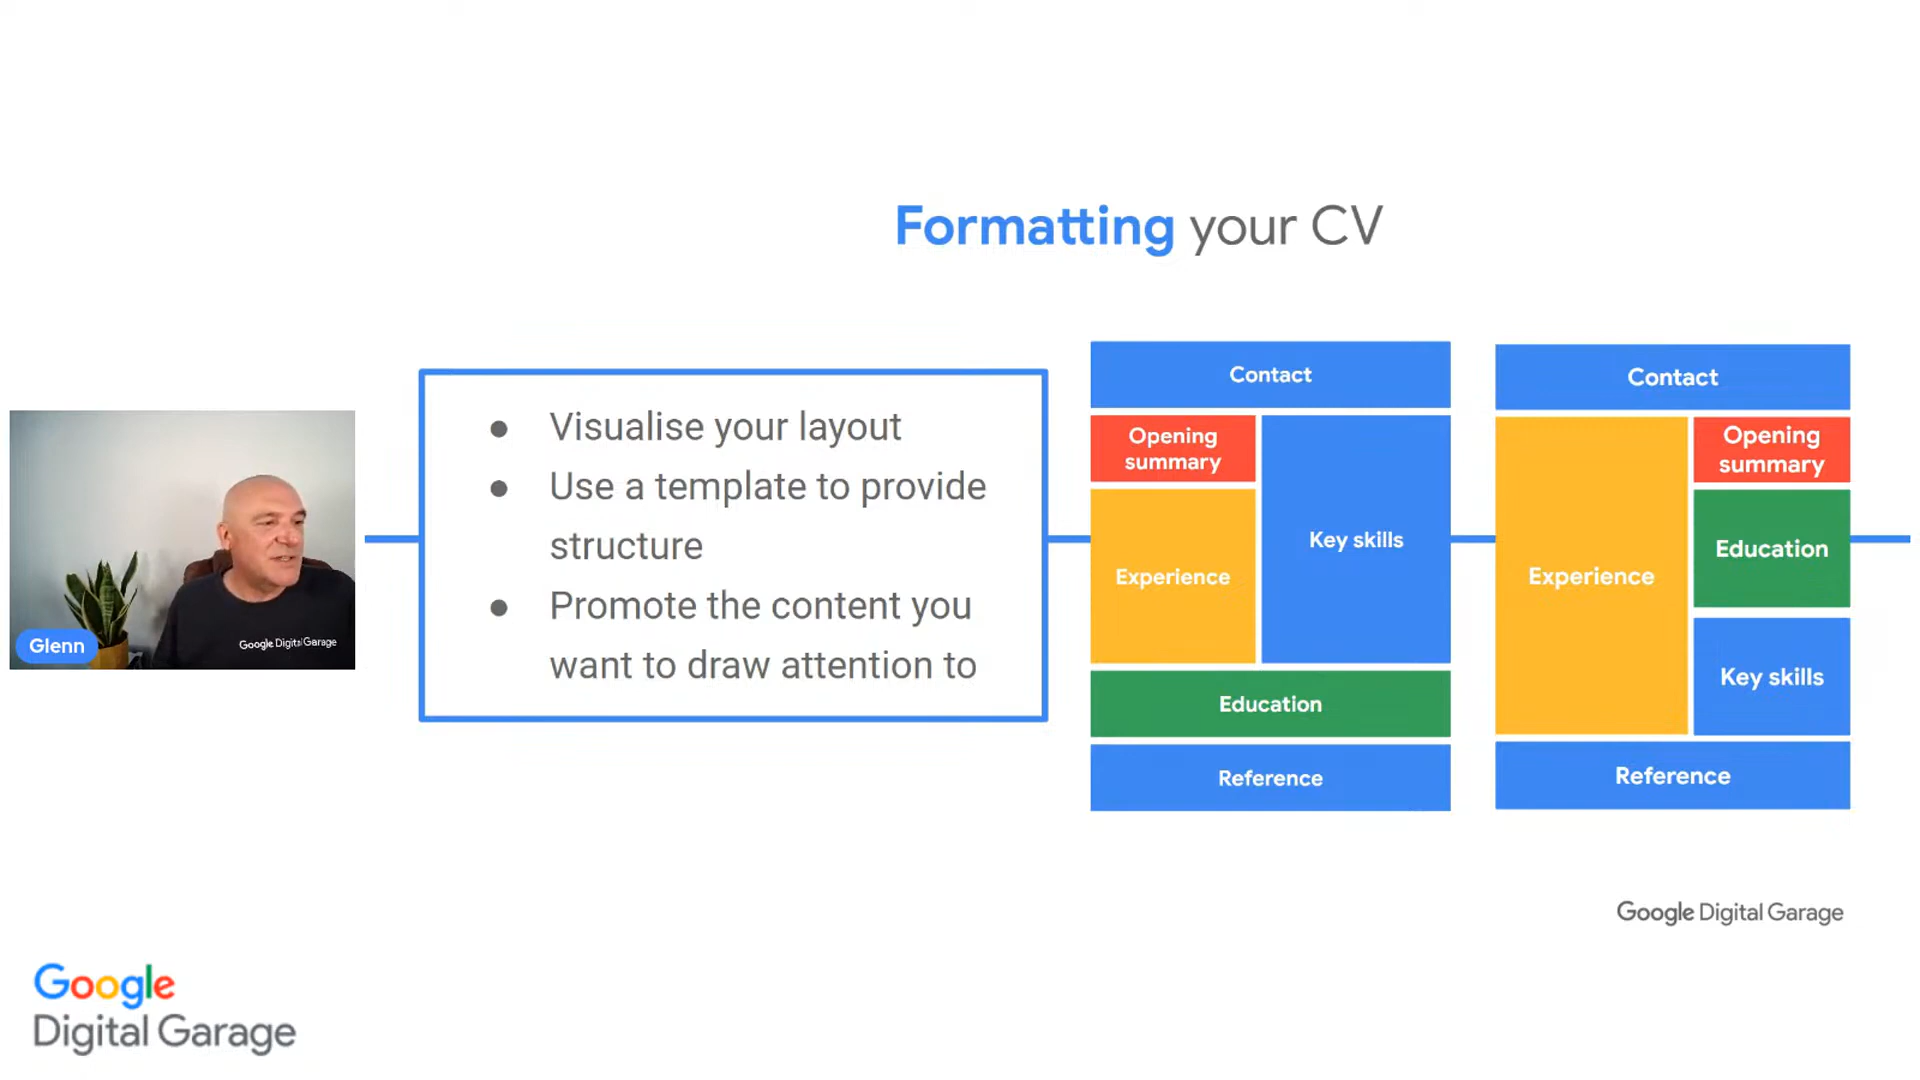 Formatting your CV
Glenn
Google Digital Garage
● Visualise your layout
● Use a template to provide
structure
● Promote the content you
want to draw attention to
Contact
Opening
summary
Experience
Key skills
Education
Reference
Contact
Experience
Opening
summary
Education
Key skills
Reference
Google Digital Garage
Google
Digital Garage